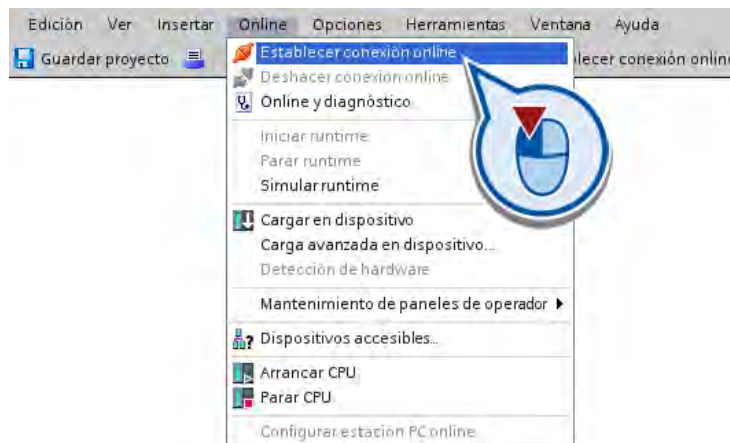 Edición Ver Insertar Online Opciones Herramientas Ventana Ayuda
Guardar proyecto lecer conexión online
Establecer conexión online
Deshacer conexión online
Online y diagnóstico
Iniciar runtime
Parar runtime
Simular runtime
Cargar en dispositivo
Carga avanzada en dispositivo...
Detección de hardware
Mantenimiento de paneles de operador
Dispositivos accesibles...
Arrancar CPU
Parar CPU
Configurar estación PC online